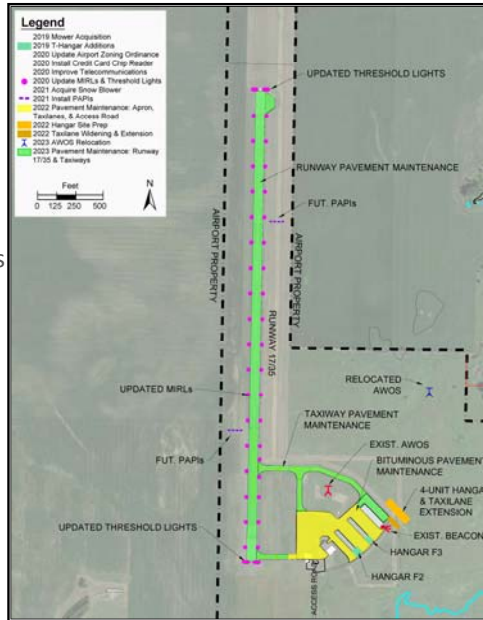 Legend
2019 Mower Acquisition
2019 T-Hangar Additions
2020 Update Airport Zoning Ordinance
2020 Install Credit Card Chip Reader
2020 Improve Telecommunications
2020 Update MIRLs & Threshold Lights
2021 Acquire Snow Blower
2021 Install PAPIs
2022 Pavement Maintenance: Apron,
Taxilanes, & Access Road
2022 Hangar Site Prep
2022 Taxilane Widening & Extension
2023 AWOS Relocation
2023 Pavement Maintenance: Runway
17/35 & Taxiways
Feet
0 125 250 500
N
UPDATED THRESHOLD LIGHTS
RUNWAY PAVEMENT MAINTENANCE
FUT. PAPIs
AIRPORT PROPERTY
AIRPORT PROPERTY
S
RUNWAY 17/35
RELOCATED
AWOS
UPDATED MIRLs
TAXIWAY PAVEMENT
MAINTENANCE
FUT. PAPIs
EXIST. AWOS
BITUMINOUS PAVEM
MAINTENANCE
4-UNIT HANGA
& TAXILANE
EXTENSION
UPDATED THRESHOLD LIGHTS
EXIST. BEACON
HANGAR F3
HANGAR F2
ACCESS ROA